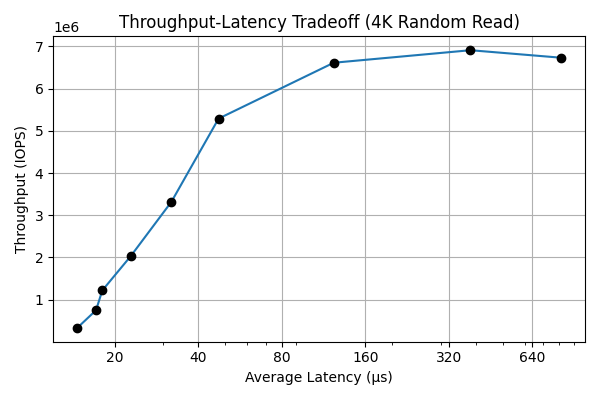 Throughput-Latency Tradeoff (4K Random Read)
1e6
7
6
5
4
3
2
1
Throughput (IOPS)
20 40 80 160 320 640
Average Latency (μs)